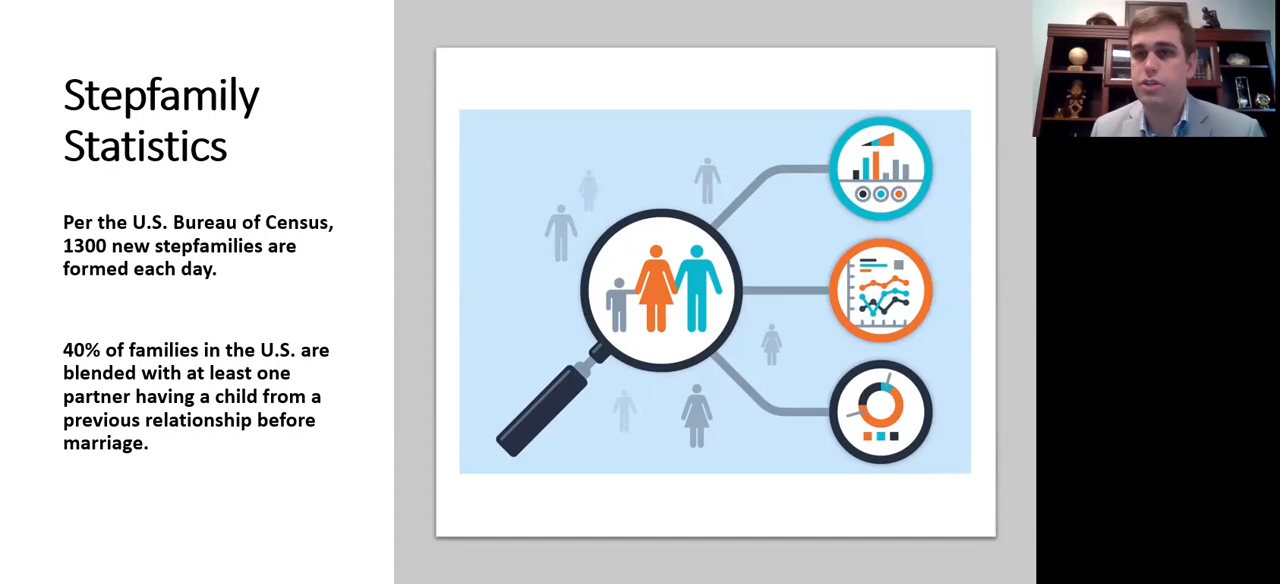 Stepfamily
Statistics
Per the U.S. Bureau of Census,
1300 new stepfamilies are
formed each day.
40% of families in the U.S. are
blended with at least one
partner having a child from a
previous relationship before
marriage.